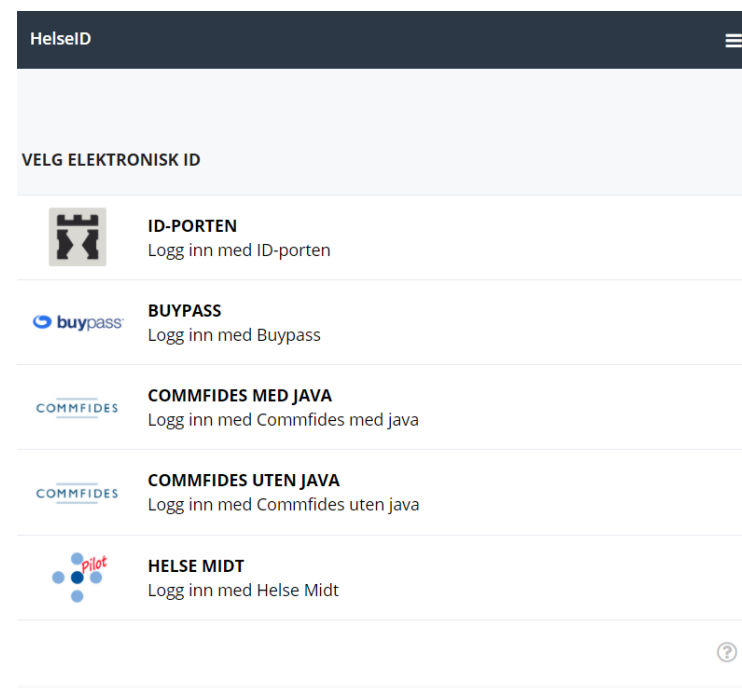 HelseID
VELG ELEKTRONISK ID
ID-PORTEN
Logg inn med ID-porten
buypass
BUYPASS
Logg inn med Buypass
COMMFIDES
COMMFIDES MED JAVA
Logg inn med Commfides med java
COMMFIDES
COMMFIDES UTEN JAVA
Logg inn med Commfides uten java
Pilot
HELSE MIDT
Logg inn med Helse Midt
?